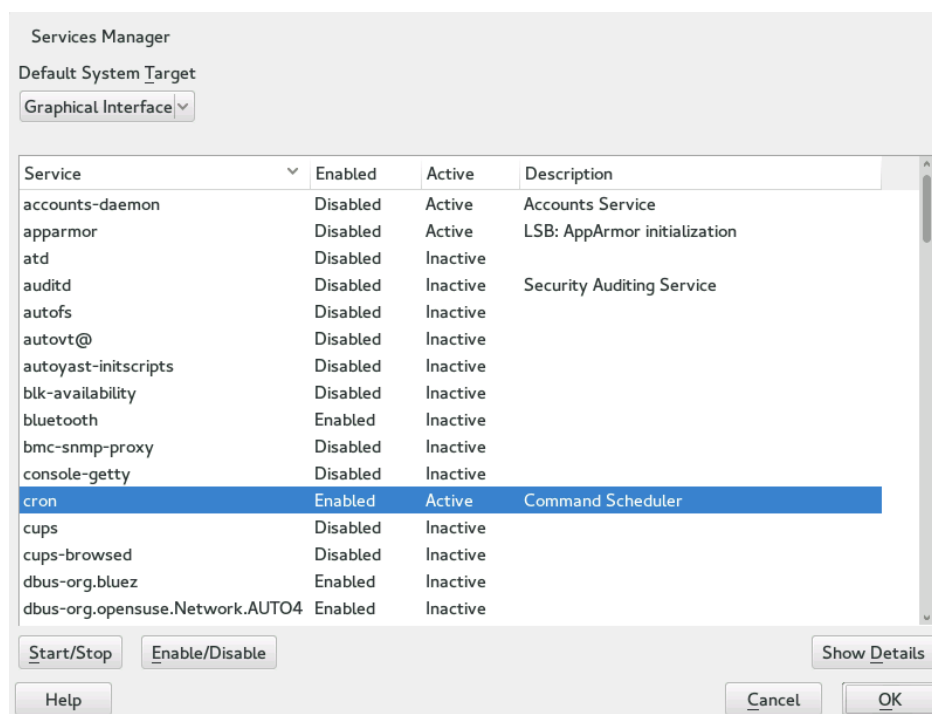 Services Manager
Default System Target
Graphical Interface
Service Enabled Active Description
accounts-daemon Disabled Active Accounts Service
apparmor Disabled Active LSB: AppArmor initialization
atd Disabled Inactive
auditd Disabled Inactive Security Auditing Service
autofs Disabled Inactive
autovt@ Disabled Inactive
autoyast-initscripts Disabled Inactive
blk-availability Disabled Inactive
bluetooth Enabled Inactive
bmc-snmp-proxy Disabled Inactive
console-getty Disabled Inactive
cron Enabled Active Command Scheduler
cups Disabled Inactive
cups-browsed Disabled Inactive
dbus-org.bluez Enabled Inactive
dbus-org.opensuse.Network.AUTO4 Enabled Inactive
Start/Stop Enable/Disable Show Details
Help Cancel OK